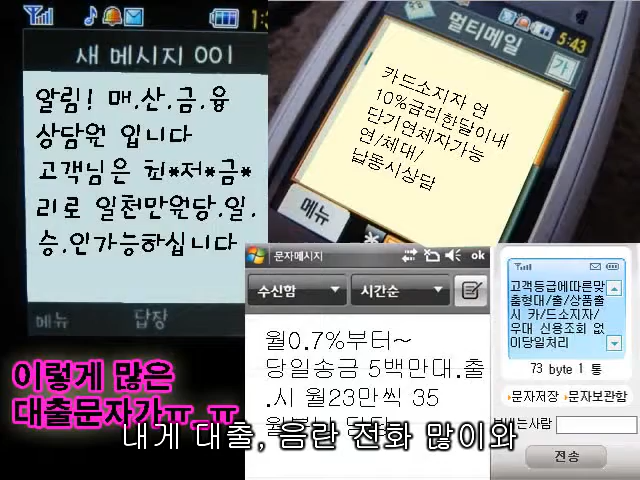 1:3
새 메시지 001
알림! 매.산.금.융
상담원 입니다
고객님은 최*저*금*
리로 일천만원당.일.
승.인가능하십니다
메뉴
답장
5:43
멀티메일
가
카드소지자 연
10%금리한달이내
단기연체자가능
연/체대/
납동시상담
메뉴
문자메시지
ok
수신함
시간순
월0.7%부터~
당일송금 5백만대.출
.시 월23만씩 35
고객등급에따른맞
춤형대/출/상품출
시 카/드소지자/
우대 신용조회 없
이당일처리
73 byte 1 통
문자저장
문자보관함
보내는사람
전송
이렇게 많은
대출문자가ㅠ.ㅠ
내게 대출, 음란 전화 많이와